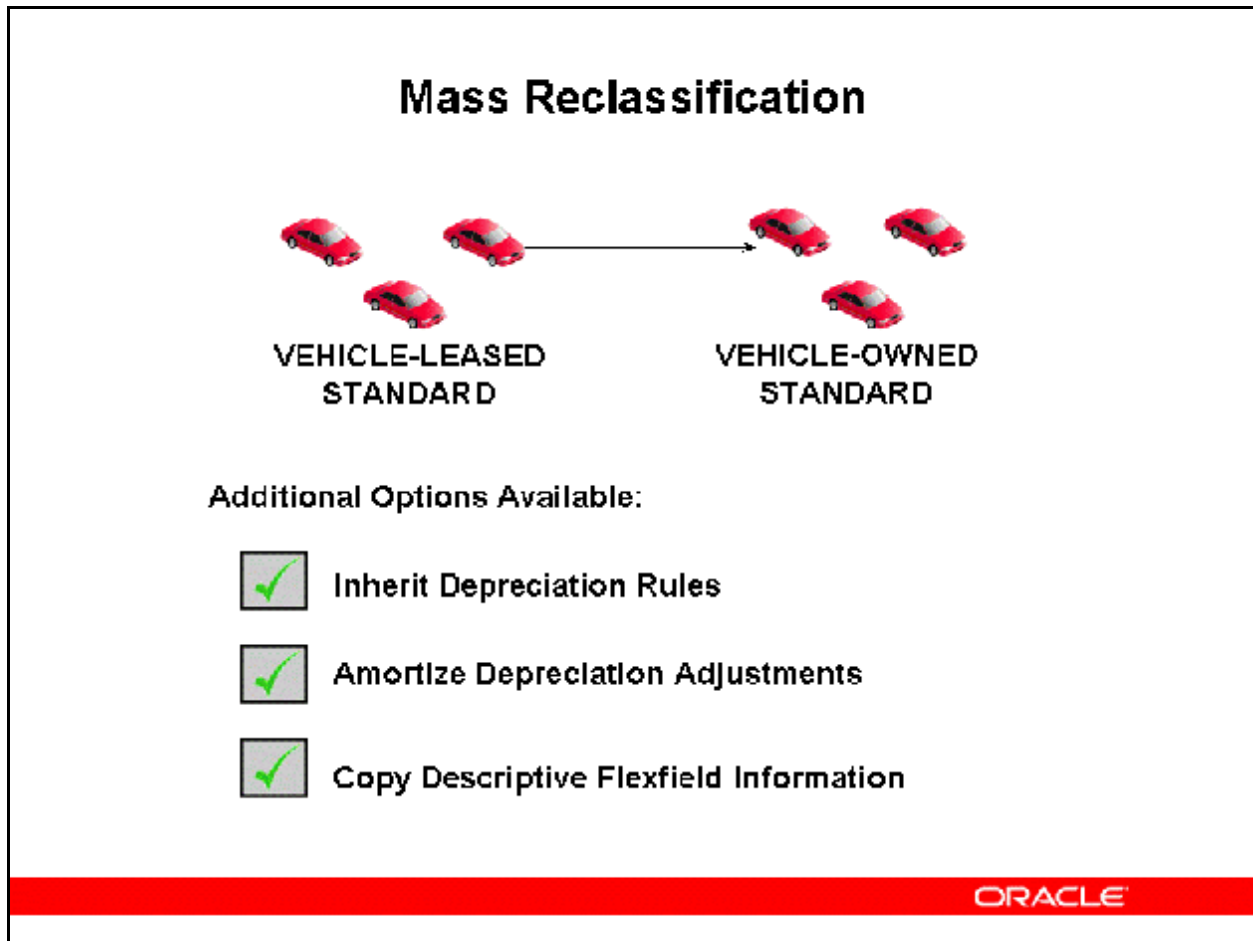 Mass Reclassification
VEHICLE-LEASED
STANDARD
VEHICLE-OWNED
STANDARD
Additional Options Available:
Inherit Depreciation Rules
Amortize Depreciation Adjustments
Copy Descriptive Flexfield Information
ORACLE